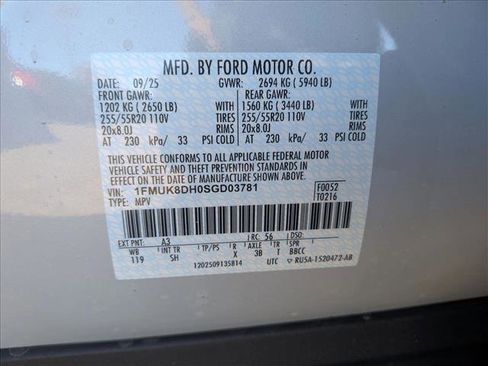 MFD. BY FORD MOTOR CO.
DATE: 09/25 GVWR: 2694 KG ( 5940 LB)
FRONT GAWR: REAR GAWR:
1202 KG ( 2650 LB) WITH 1560 KG ( 3440 LB) WITH
255/55R20 110V TIRES 255/55R20 110V TIRES
20x8.0J RIMS 20x8.0J RIMS
AT 230 kPa/ 33 PSI COLD AT 230 kPa/ 33 PSI COLD
THIS VEHICLE CONFORMS TO ALL APPLICABLE FEDERAL MOTOR
VEHICLE SAFETY AND THEFT PREVENTION STANDARDS IN EFFECT
ON THE DATE OF MANUFACTURE SHOWN ABOVE.
VIN: 1FMUK8DH0SGD03781 F0052
TYPE: MPV T0216
EXT PNT: A3 RC: 56 DSO:
WB INT TR TP/PS R AXLE TR SPR
119 SH X 3B T BBCC
1202509135814 UTC ▽ RU5A-1520472-AB